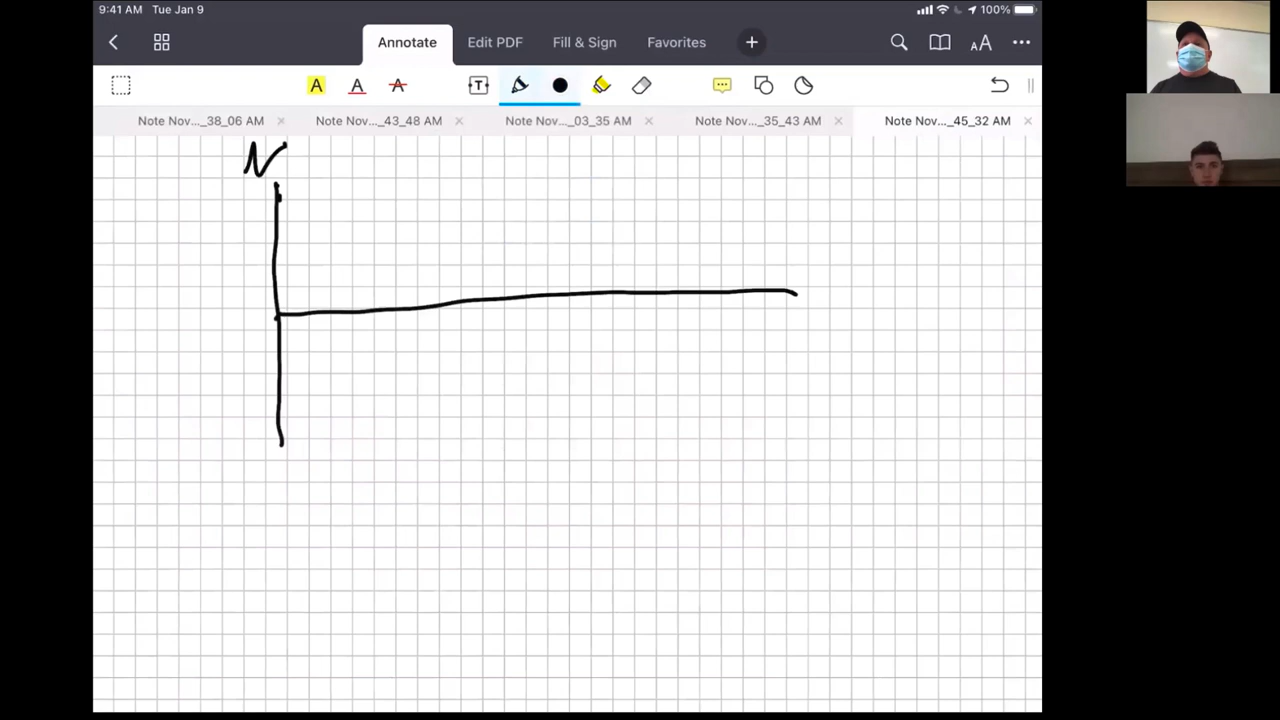 9:41 AM Tue Jan 9 100%
Annotate Edit PDF Fill & Sign Favorites
A A A T AA
Note Nov..._38_06 AM Note Nov..._43_48 AM Note Nov..._03_35 AM Note Nov..._35_43 AM Note Nov..._45_32 AM
N